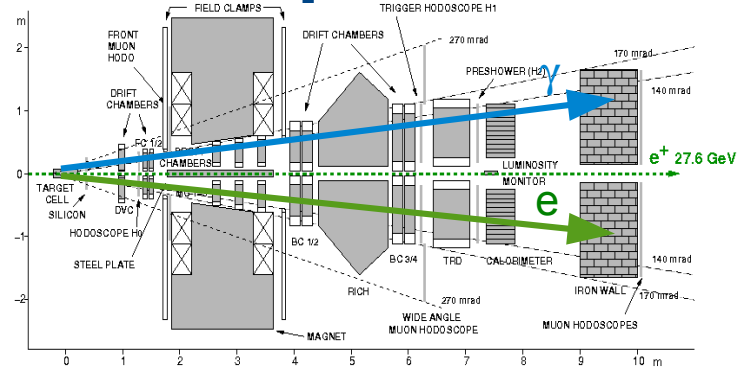 FIELD CLAMPS
TRIGGER HODOSCOPE H1
m
DRIFT CHAMBERS
270 mrad
FRONT
MUON
HODO
2
170 mrad
PRESHOWER (H2)
γ
DRIFT
CHAMBERS
140 mrad
1
FC 1/2
CHAMBERS
LUMINOSITY
MONITOR
e+ 27.6 GeV
0
TARGET
CELL
SILICON
DVC
e
HODOSCOPE H0
-1
STEEL PLATE
BC 1/2
BC 3/4
TRD
CALORIMETER
140 mrad
RICH
IRON WALL
170 mrad
-2
270 mrad
WIDE ANGLE
MUON HODOSCOPE
MUON HODOSCOPES
MAGNET
0 1 2 3 4 5 6 7 8 9 10 m